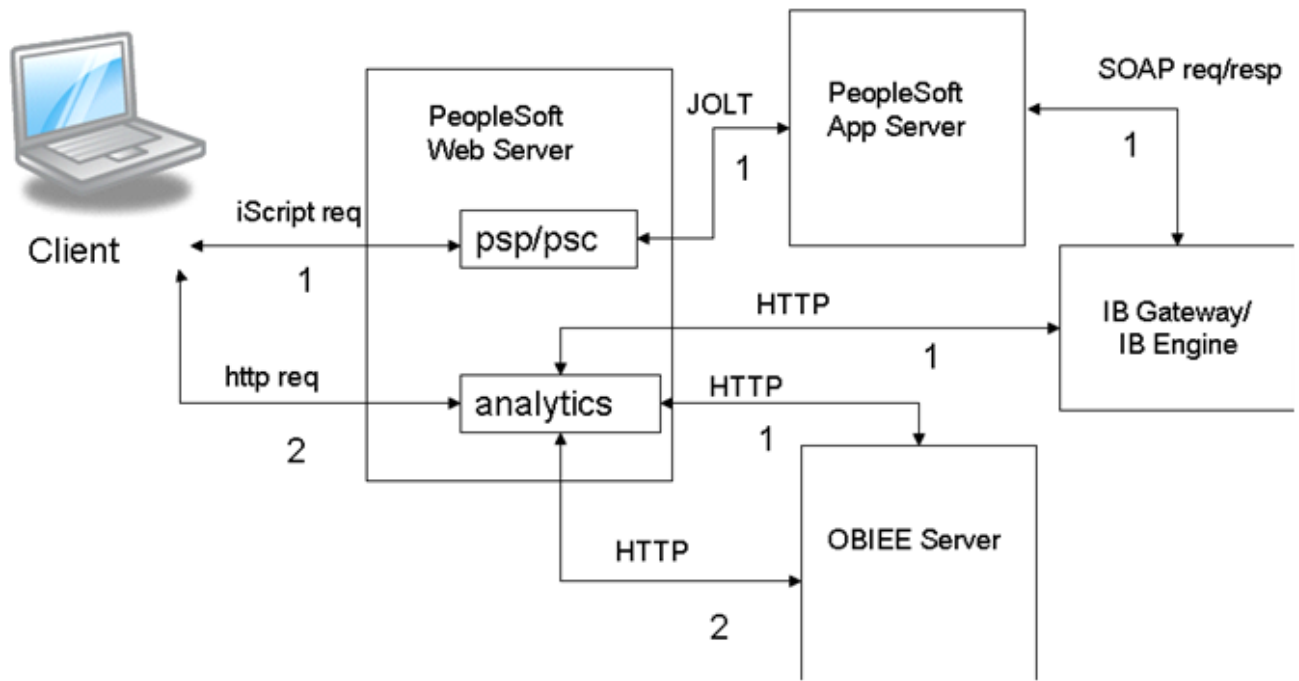 PeopleSoft
Web Server
JOLT
1
PeopleSoft
App Server
SOAP req/resp
1
Client
iScript req
1
psp/psc
HTTP
1
IB Gateway/
IB Engine
http req
2
analytics
HTTP
1
HTTP
2
OBIEE Server